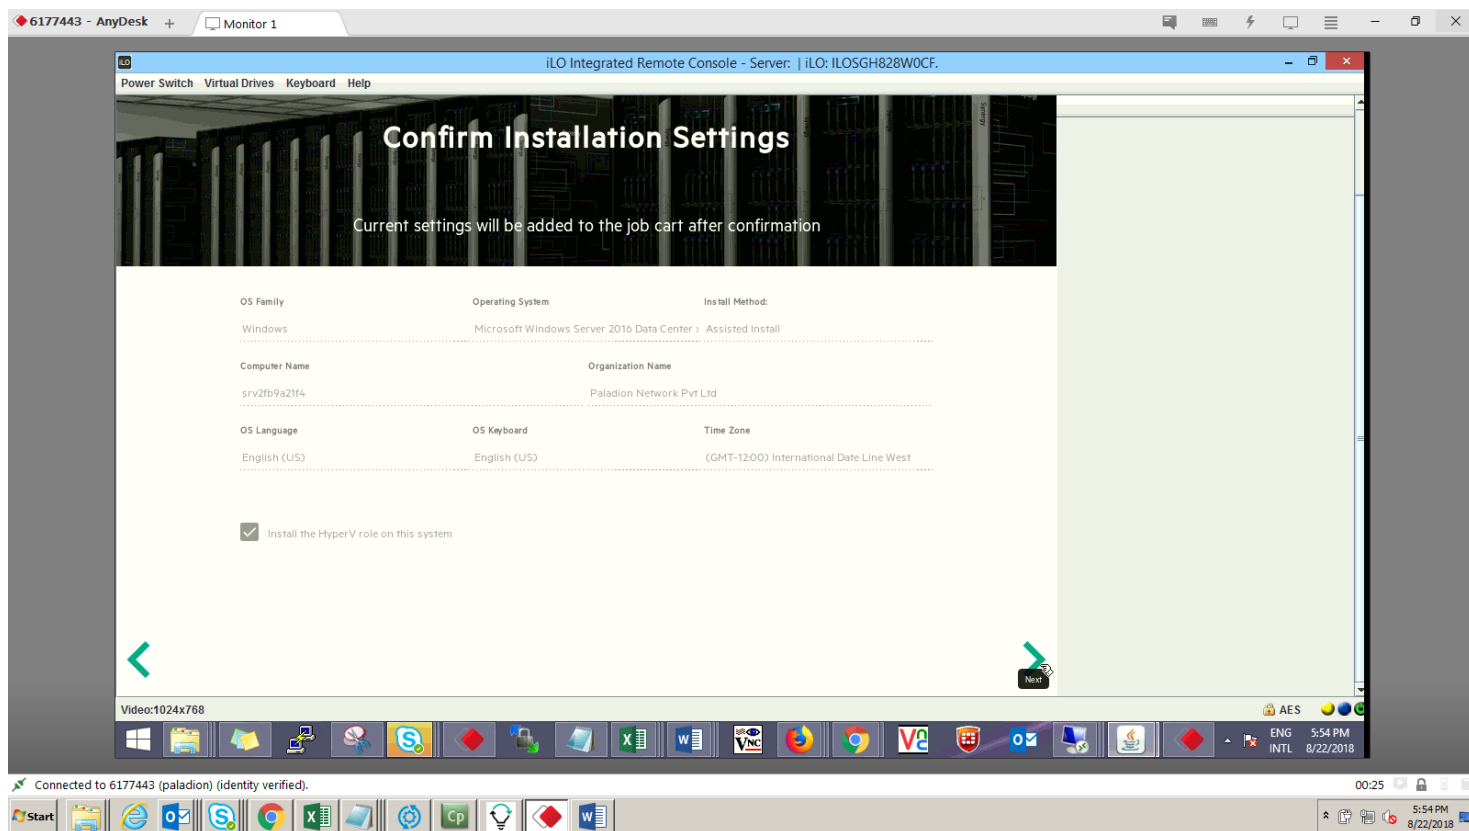 6177443 - AnyDesk
Monitor 1
iLO
iLO Integrated Remote Console - Server: | iLO: ILOSGH828W0CF.
Power Switch Virtual Drives Keyboard Help
Confirm Installation Settings
Current settings will be added to the job cart after confirmation
OS Family Operating System Install Method:
Windows Microsoft Windows Server 2016 Data Center Assisted Install
Computer Name Organization Name
srv2fb9a21f4 Paladion Network Pvt Ltd
OS Language OS Keyboard Time Zone
English (US) English (US) (GMT-12:00) International Date Line West
Install the HyperV role on this system
Next
Video:1024x768 AES
ENG 5:54 PM
INTL 8/22/2018
Connected to 6177443 (paladion) (identity verified). 00:25
Start
Cp
5:54 PM
8/22/2018